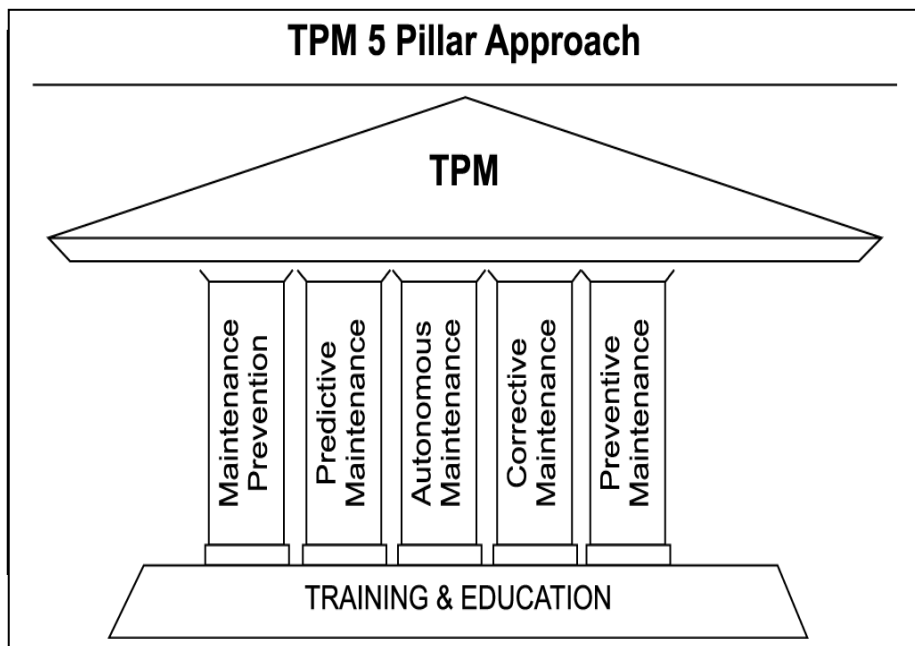 TPM 5 Pillar Approach
TPM
Maintenance
Prevention
Predictive
Maintenance
Autonomous
Maintenance
Corrective
Maintenance
Preventive
Maintenance
TRAINING & EDUCATION